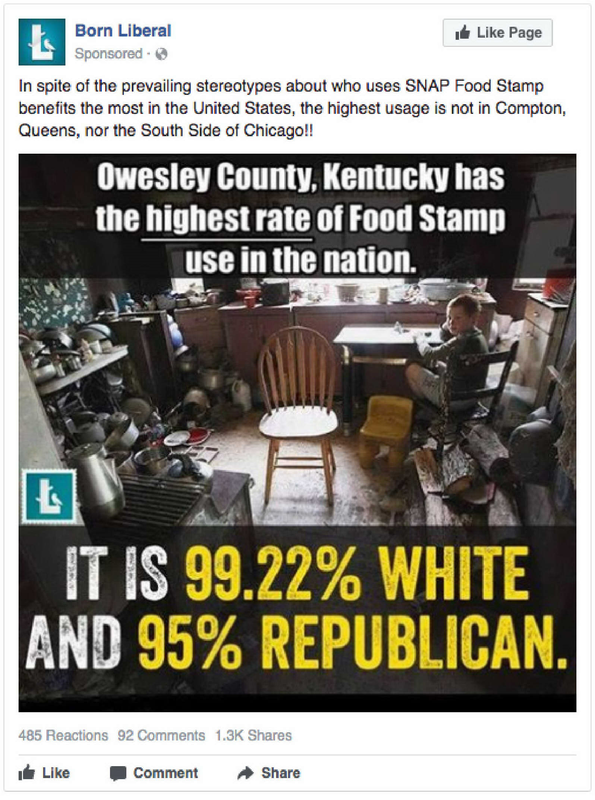 Born Liberal
Like Page
Sponsored ·
In spite of the prevailing stereotypes about who uses SNAP Food Stamp
benefits the most in the United States, the highest usage is not in Compton,
Queens, nor the South Side of Chicago!!
Owesley County, Kentucky has
the highest rate of Food Stamp
use in the nation.
IT IS 99.22% WHITE
AND 95% REPUBLICAN.
485 Reactions 92 Comments 1.3K Shares
Like Comment Share